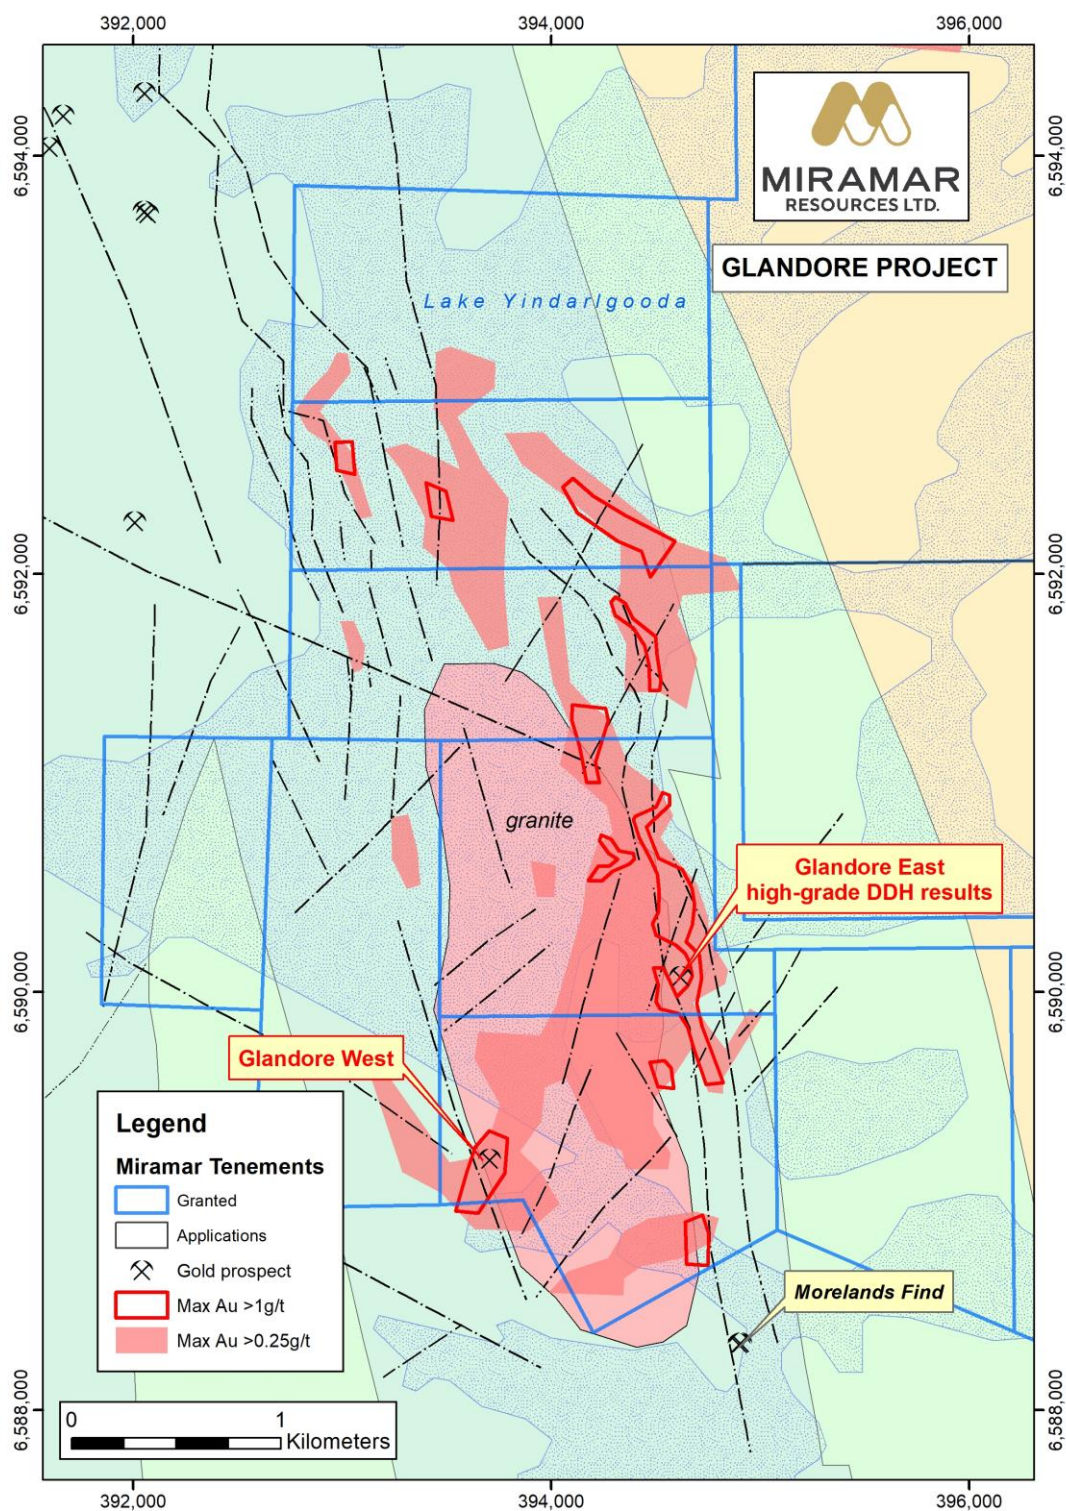 392,000
394,000
396,000
6,594,000
6,594,000
MIRAMAR
RESOURCES LTD.
GLANDORE PROJECT
Lake Yindarlgooda
6,592,000
6,592,000
granite
Glandore East
high-grade DDH results
6,590,000
6,590,000
Glandore West
Legend
Miramar Tenements
Granted
Applications
Gold prospect
Max Au >1g/t
Max Au >0.25g/t
Morelands Find
6,588,000
6,588,000
0
1
Kilometers
392,000
394,000
396,000